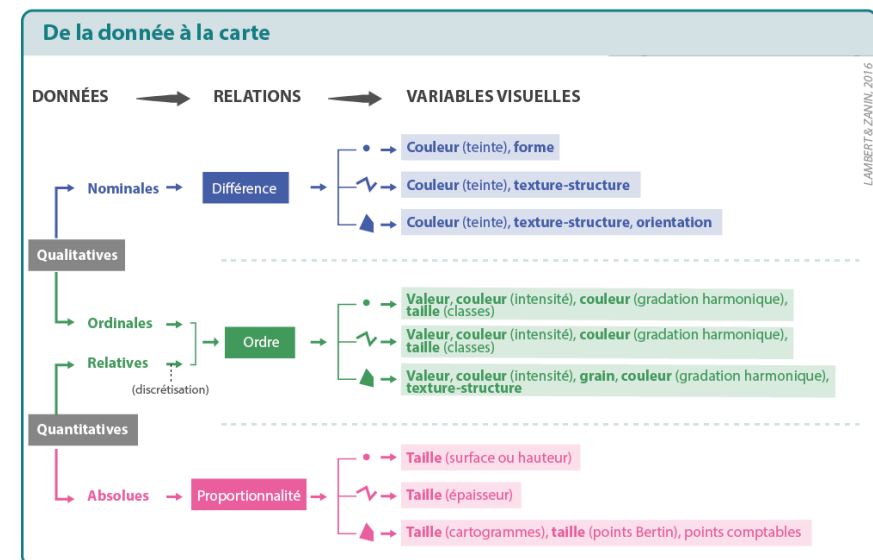 De la donnée à la carte
DONNÉES RELATIONS VARIABLES VISUELLES
LAMBERT & ZANIN, 2016
Qualitatives
Nominales
Différence
Couleur (teinte), forme
Couleur (teinte), texture-structure
Couleur (teinte), texture-structure, orientation
Ordinales
Relatives
(discrétisation)
Ordre
Valeur, couleur (intensité), couleur (gradation harmonique),
taille (classes)
Valeur, couleur (intensité), couleur (gradation harmonique),
taille (classes)
Valeur, couleur (intensité), grain, couleur (gradation harmonique),
texture-structure
Quantitatives
Absolues
Proportionnalité
Taille (surface ou hauteur)
Taille (épaisseur)
Taille (cartogrammes), taille (points Bertin), points comptables